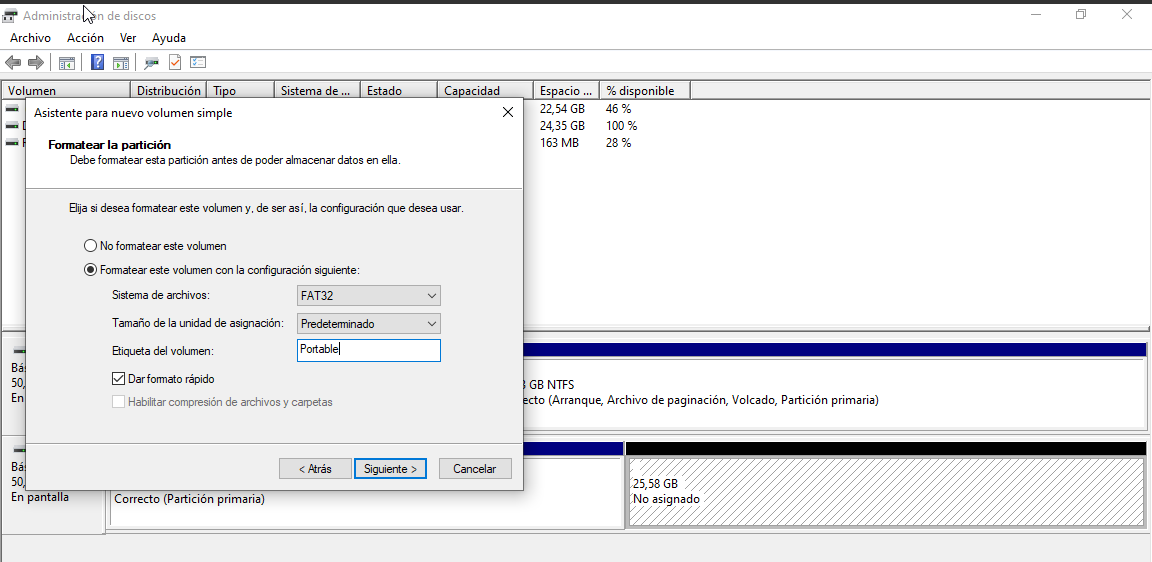 Administración de discos
Archivo Acción Ver Ayuda
Volumen Distribución Tipo Sistema de ... Estado Capacidad Espacio ... % disponible
22,54 GB 46 %
24,35 GB 100 %
163 MB 28 %
Asistente para nuevo volumen simple
Formatear la partición
Debe formatear esta partición antes de poder almacenar datos en ella.
Elija si desea formatear este volumen y, de ser así, la configuración que desea usar.
No formatear este volumen
Formatear este volumen con la configuración siguiente:
Sistema de archivos: FAT32
Tamaño de la unidad de asignación: Predeterminado
Etiqueta del volumen: Portable
Dar formato rápido
Habilitar compresión de archivos y carpetas
< Atrás Siguiente > Cancelar
Bás
50,
En
GB NTFS
ecto (Arranque, Archivo de paginación, Volcado, Partición primaria)
Bás
50,
En pantalla
Correcto (Partición primaria)
25,58 GB
No asignado